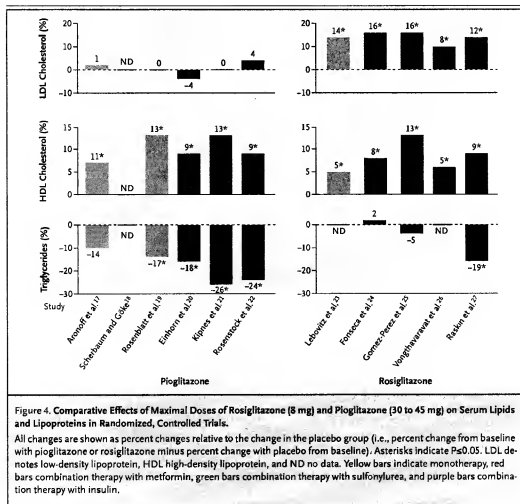 20
10
0
−10
LDL Cholesterol (%)
1
ND
0
−4
0
4
14*
16*
16*
8*
12*
15
10
5
0
HDL Cholesterol (%)
11*
ND
13*
9*
13*
9*
5*
8*
13*
5*
9*
0
−10
−20
−30
Triglycerides (%)
−14
ND
−17*
−18*
−26*
−24*
ND
2
−5
ND
−19*
Study
Aronoff et al.17
Scherbaum and Göke18
Rosenblatt et al.19
Einhorn et al.20
Kipnes et al.21
Rosenstock et al.22
Lebovitz et al.23
Fonseca et al.24
Gomez-Perez et al.25
Vongthavaravat et al.26
Raskin et al.27
Pioglitazone
Rosiglitazone
Figure 4. Comparative Effects of Maximal Doses of Rosiglitazone (8 mg) and Pioglitazone (30 to 45 mg) on Serum Lipids
and Lipoproteins in Randomized, Controlled Trials.
All changes are shown as percent changes relative to the change in the placebo group (i.e., percent change from baseline
with pioglitazone or rosiglitazone minus percent change with placebo from baseline). Asterisks indicate P≤0.05. LDL de-
notes low-density lipoprotein, HDL high-density lipoprotein, and ND no data. Yellow bars indicate monotherapy, red
bars combination therapy with metformin, green bars combination therapy with sulfonylurea, and purple bars combina-
tion therapy with insulin.